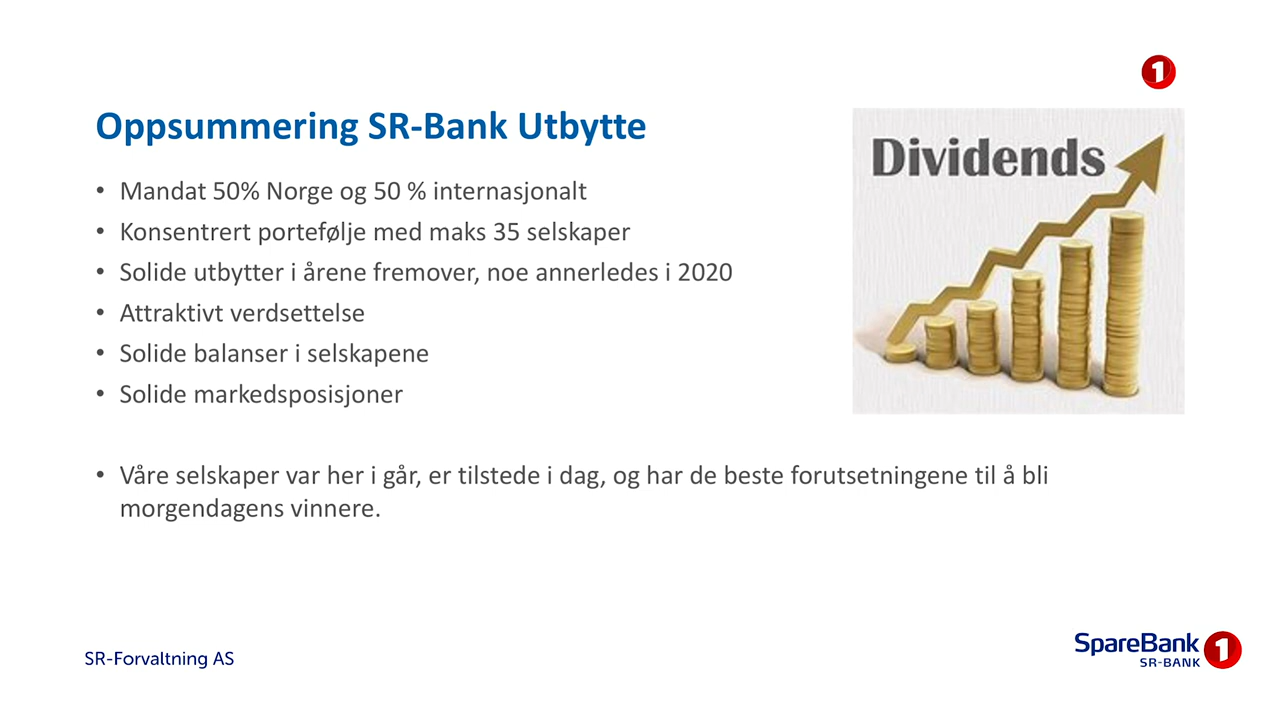 1
Oppsummering SR-Bank Utbytte
Dividends
• Mandat 50% Norge og 50 % internasjonalt
• Konsentrert portefølje med maks 35 selskaper
• Solide utbytter i årene fremover, noe annerledes i 2020
• Attraktivt verdsettelse
• Solide balanser i selskapene
• Solide markedsposisjoner
• Våre selskaper var her i går, er tilstede i dag, og har de beste forutsetningene til å bli
morgendagens vinnere.
SR-Forvaltning AS
SpareBank 1
SR-BANK